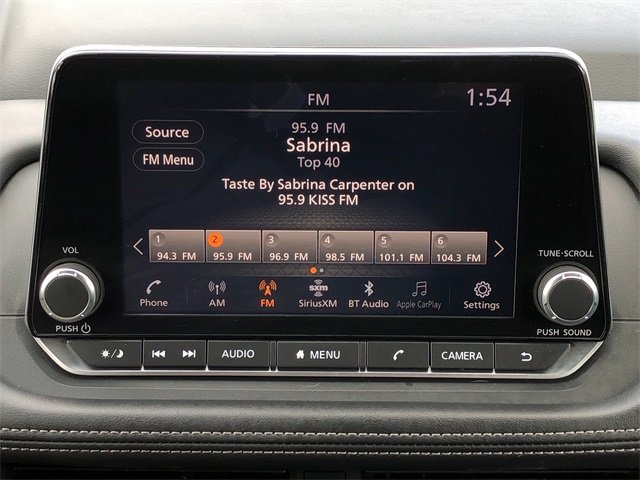 FM 1:54
Source
FM Menu
95.9 FM
Sabrina
Top 40
Taste By Sabrina Carpenter on
95.9 KISS FM
1 2 3 4 5 6
94.3 FM 95.9 FM 96.9 FM 98.5 FM 101.1 FM 104.3 FM
VOL
TUNE·SCROLL
sxm
Phone AM FM SiriusXM BT Audio Apple CarPlay Settings
PUSH
PUSH SOUND
AUDIO MENU CAMERA